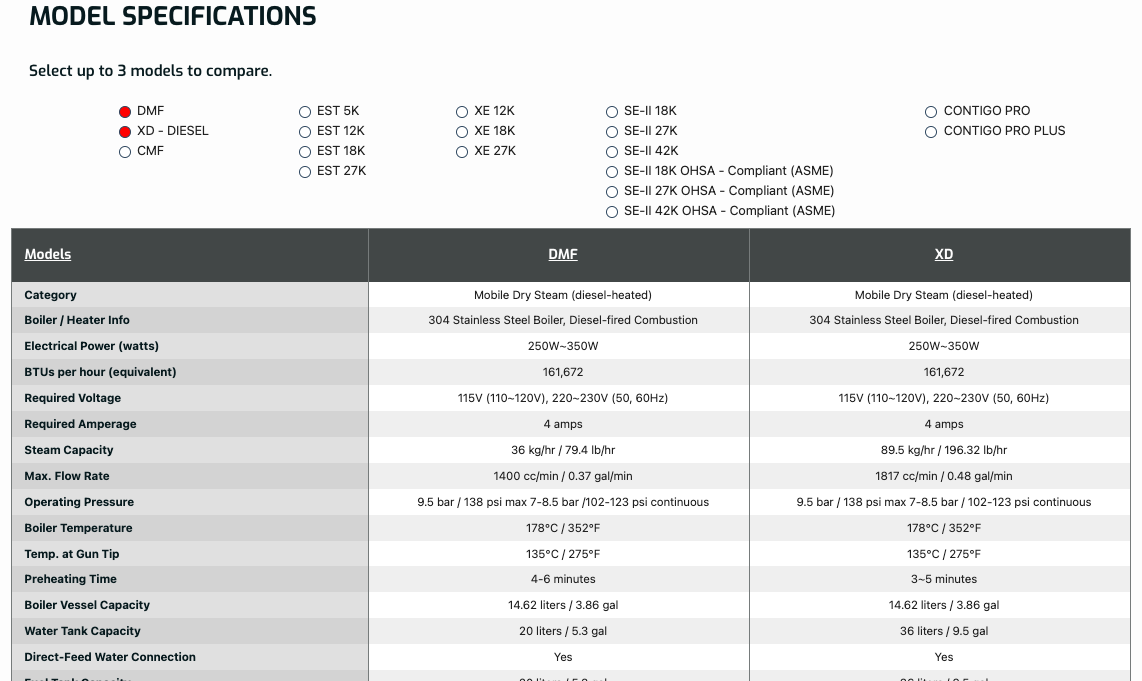 MODEL SPECIFICATIONS
Select up to 3 models to compare.
DMF
XD - DIESEL
CMF
EST 5K
EST 12K
EST 18K
EST 27K
XE 12K
XE 18K
XE 27K
SE-II 18K
SE-II 27K
SE-II 42K
SE-II 18K OHSA - Compliant (ASME)
SE-II 27K OHSA - Compliant (ASME)
SE-II 42K OHSA - Compliant (ASME)
CONTIGO PRO
CONTIGO PRO PLUS
Models DMF XD
Category Mobile Dry Steam (diesel-heated) Mobile Dry Steam (diesel-heated)
Boiler / Heater Info 304 Stainless Steel Boiler, Diesel-fired Combustion 304 Stainless Steel Boiler, Diesel-fired Combustion
Electrical Power (watts) 250W~350W 250W~350W
BTUs per hour (equivalent) 161,672 161,672
Required Voltage 115V (110~120V), 220~230V (50, 60Hz) 115V (110~120V), 220~230V (50, 60Hz)
Required Amperage 4 amps 4 amps
Steam Capacity 36 kg/hr / 79.4 lb/hr 89.5 kg/hr / 196.32 lb/hr
Max. Flow Rate 1400 cc/min / 0.37 gal/min 1817 cc/min / 0.48 gal/min
Operating Pressure 9.5 bar / 138 psi max 7-8.5 bar /102-123 psi continuous 9.5 bar / 138 psi max 7-8.5 bar / 102-123 psi continuous
Boiler Temperature 178°C / 352°F 178°C / 352°F
Temp. at Gun Tip 135°C / 275°F 135°C / 275°F
Preheating Time 4-6 minutes 3~5 minutes
Boiler Vessel Capacity 14.62 liters / 3.86 gal 14.62 liters / 3.86 gal
Water Tank Capacity 20 liters / 5.3 gal 36 liters / 9.5 gal
Direct-Feed Water Connection Yes Yes